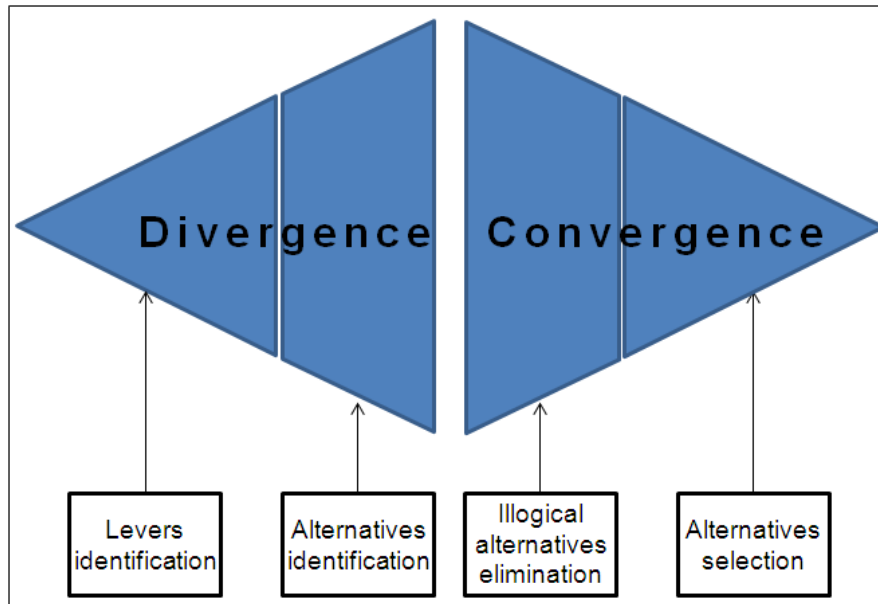 Divergence
Convergence
Levers
identification
Alternatives
identification
Illogical
alternatives
elimination
Alternatives
selection